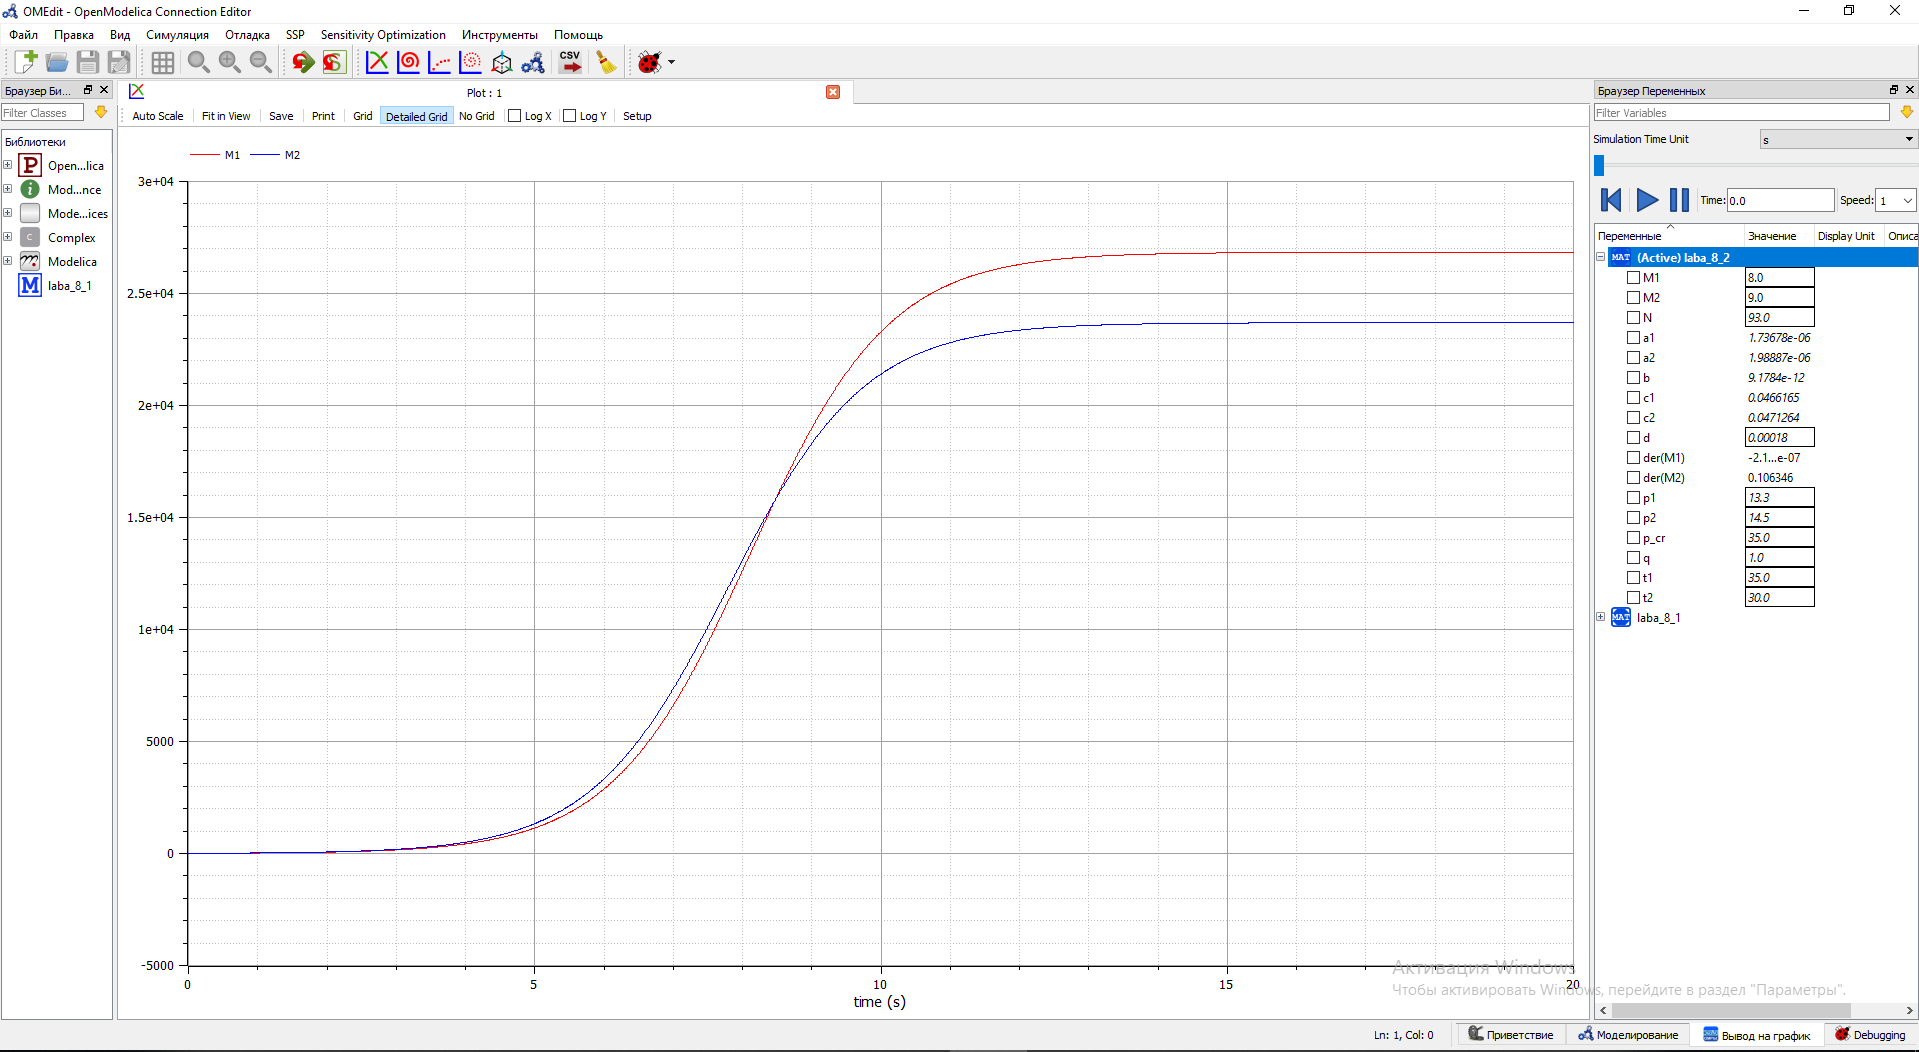 OMEdit - OpenModelica Connection Editor
Файл Правка Вид Симуляция Отладка SSP Sensitivity Optimization Инструменты Помощь
CSV
Браузер Би...
Filter Classes
Библиотеки
P Open...lica
i Mod...nce
Mode...ices
C Complex
Modelica
M laba_8_1
Plot : 1
Auto Scale Fit in View Save Print Grid Detailed Grid No Grid Log X Log Y Setup
M1 M2
3e+04
2.5e+04
2e+04
1.5e+04
1e+04
5000
0
-5000
0 5 10 15 20
time (s)
Браузер Переменных
Filter Variables
Simulation Time Unit s
Time: 0.0 Speed: 1
Переменные Значение Display Unit Описа
MAT (Active) laba_8_2
M1 8.0
M2 9.0
N 93.0
a1 1.73678e-06
a2 1.98887e-06
b 9.1784e-12
c1 0.0466165
c2 0.0471264
d 0.00018
der(M1) -2.1...e-07
der(M2) 0.106346
p1 13.3
p2 14.5
p_cr 35.0
q 1.0
t1 35.0
t2 30.0
MAT laba_8_1
Активация Windows
Чтобы активировать Windows, перейдите в раздел "Параметры".
Ln: 1, Col: 0 Приветствие Моделирование Вывод на график Debugging